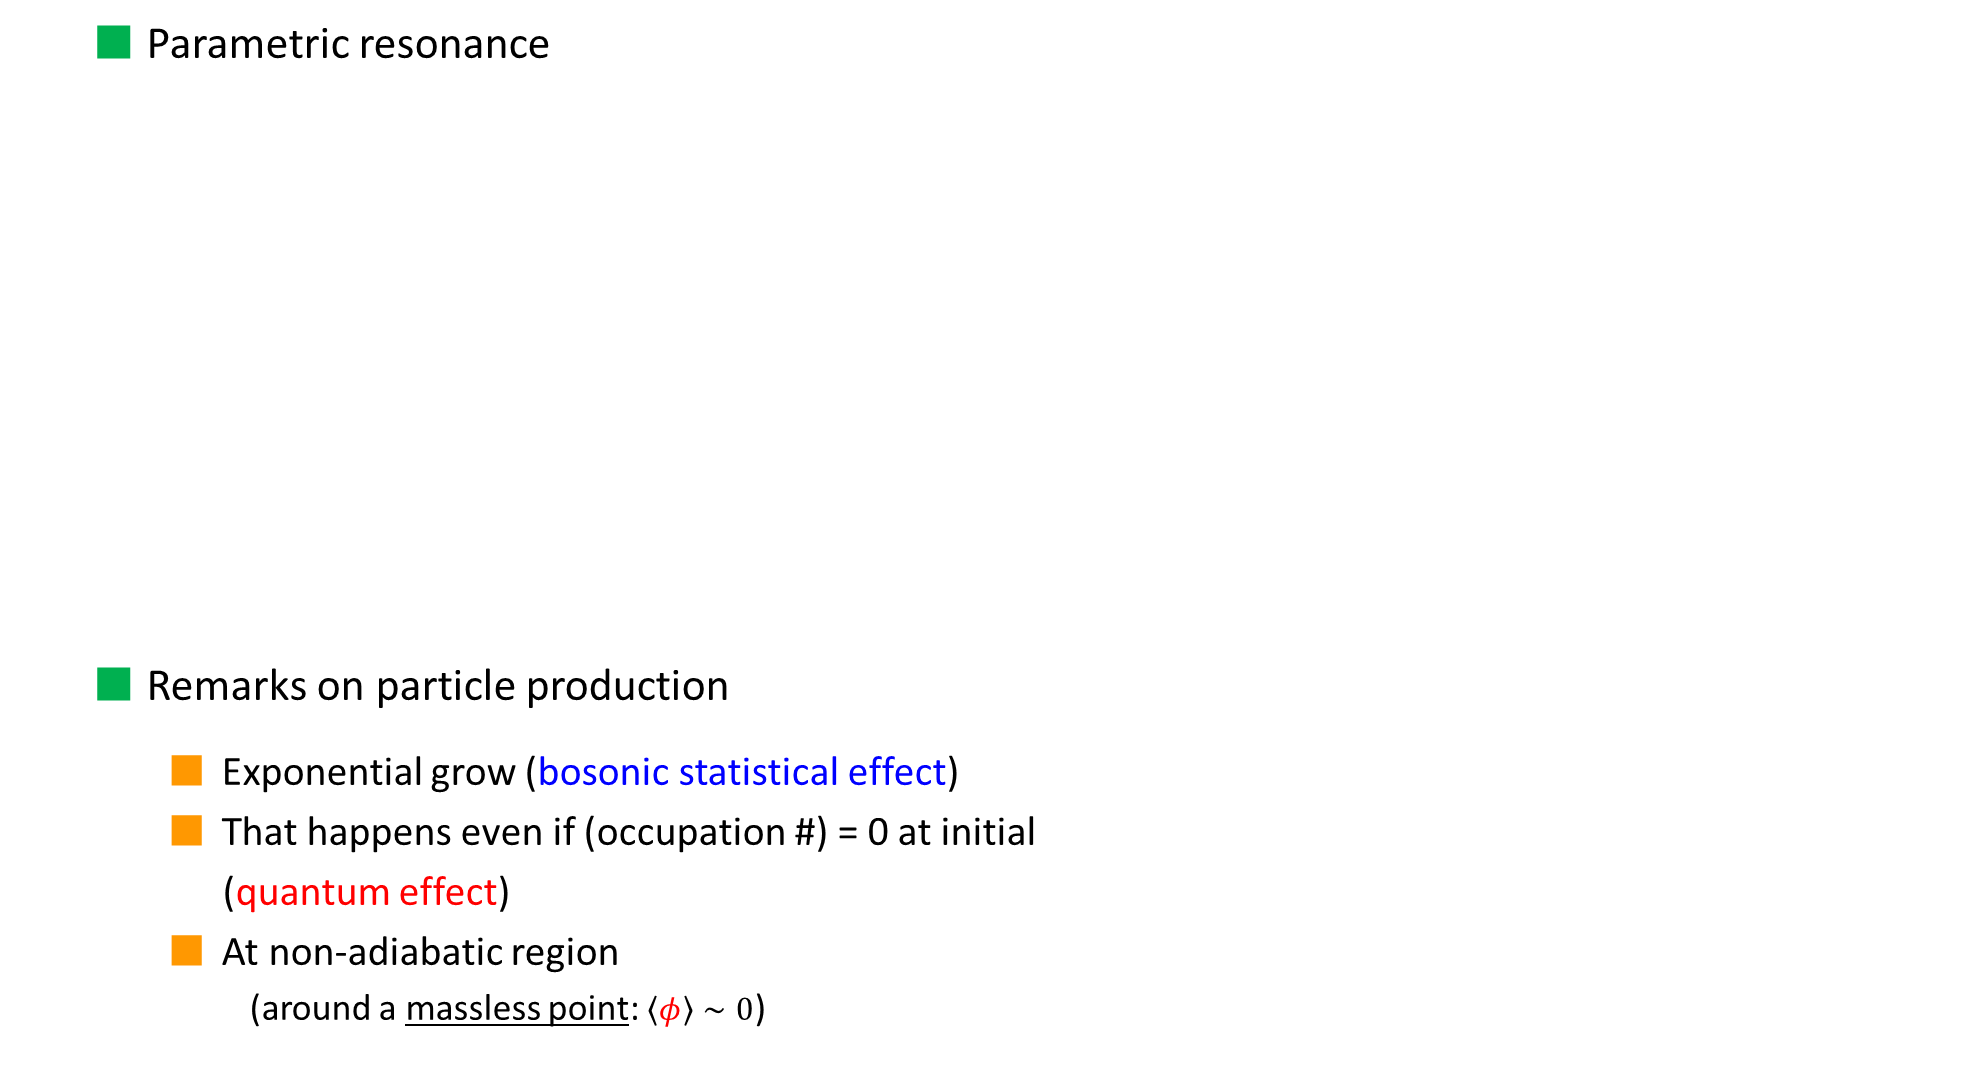 Parametric resonance
Remarks on particle production
Exponential grow (bosonic statistical effect)
That happens even if (occupation #) = 0 at initial
(quantum effect)
At non-adiabatic region
(around a massless point: ⟨ϕ⟩ ~ 0)